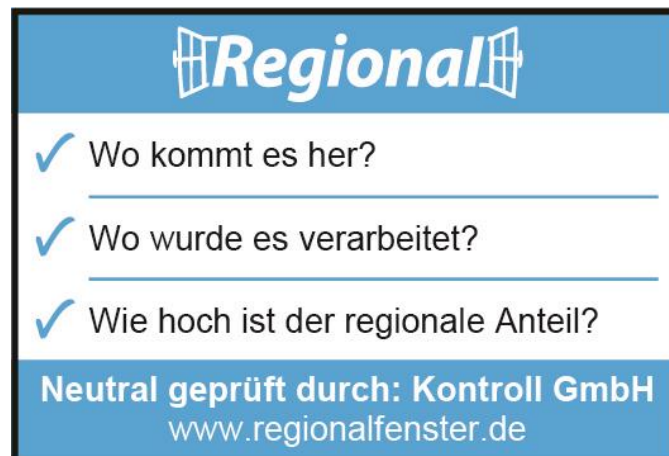 Regional
Wo kommt es her?
Wo wurde es verarbeitet?
Wie hoch ist der regionale Anteil?
Neutral geprüft durch: Kontroll GmbH
www.regionalfenster.de